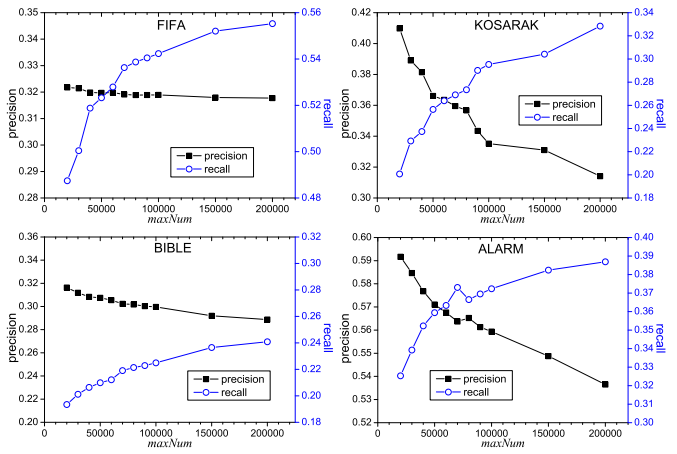 FIFA
0.35
0.34
0.33
0.32
0.31
0.30
0.29
0.28
precision
0.56
0.54
0.52
0.50
0.48
recall
precision
recall
0 50000 100000 150000 200000
maxNum
KOSARAK
0.42
0.40
0.38
0.36
0.34
0.32
0.30
precision
0.34
0.32
0.30
0.28
0.26
0.24
0.22
0.20
0.18
recall
precision
recall
0 50000 100000 150000 200000
maxNum
BIBLE
0.36
0.34
0.32
0.30
0.28
0.26
0.24
0.22
0.20
precision
0.32
0.30
0.28
0.26
0.24
0.22
0.20
0.18
recall
precision
recall
0 50000 100000 150000 200000
maxNum
ALARM
0.60
0.59
0.58
0.57
0.56
0.55
0.54
0.53
0.52
precision
0.40
0.39
0.38
0.37
0.36
0.35
0.34
0.33
0.32
0.31
0.30
recall
precision
recall
0 50000 100000 150000 200000
maxNum